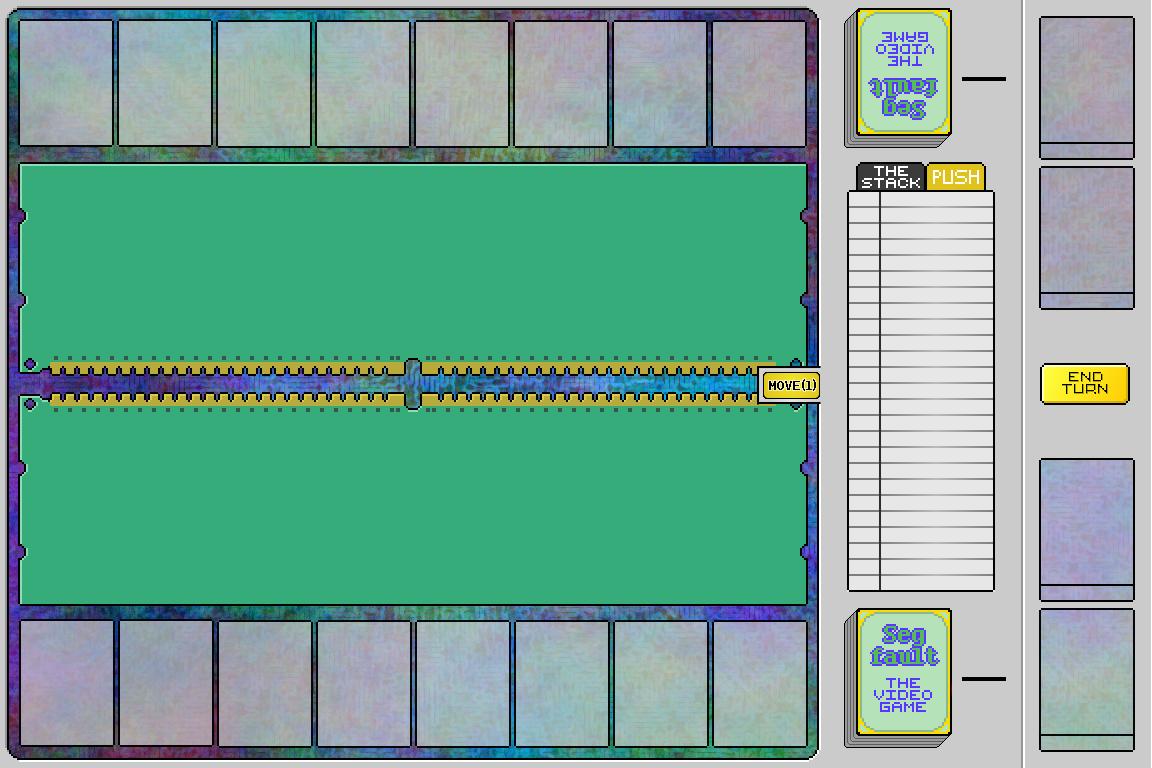 Seg
fault
THE
VIDEO
GAME
THE
STACK
PUSH
MOVE(1)
END
TURN
Seg
fault
THE
VIDEO
GAME